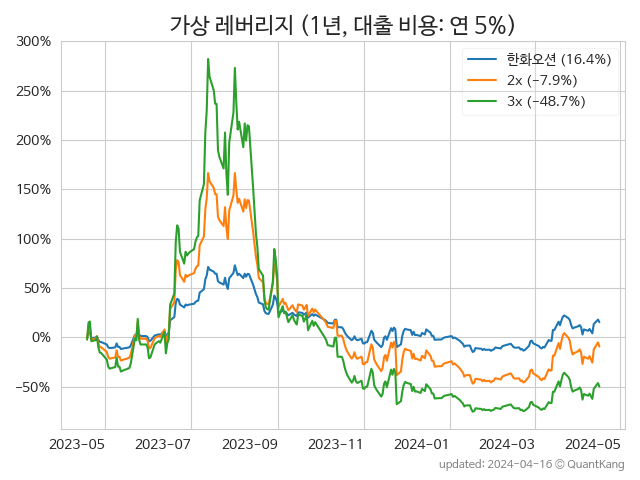 가상 레버리지 (1년, 대출 비용: 연 5%)
300%
250%
200%
150%
100%
50%
0%
−50%
한화오션 (16.4%)
2x (−7.9%)
3x (−48.7%)
2023-05 2023-07 2023-09 2023-11 2024-01 2024-03 2024-05
updated: 2024-04-16 © QuantKang